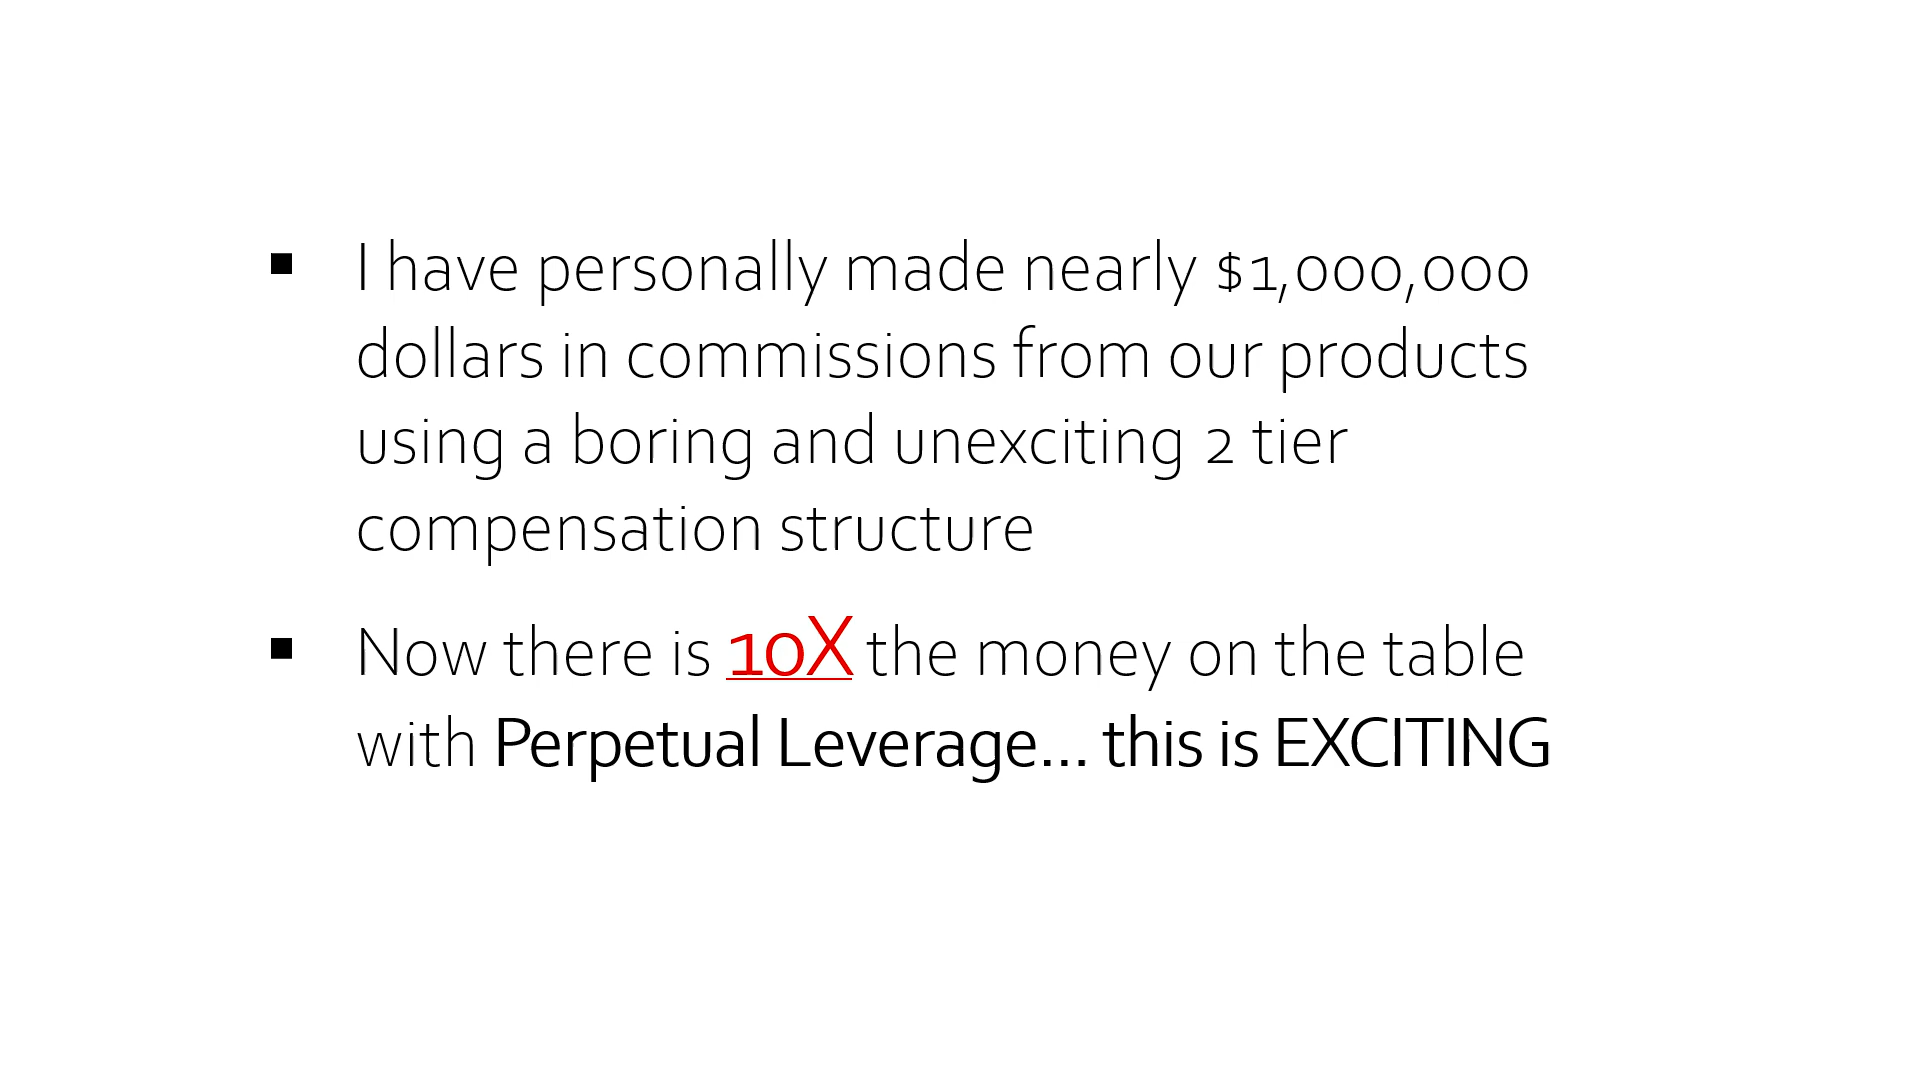 I have personally made nearly $1,000,000
dollars in commissions from our products
using a boring and unexciting 2 tier
compensation structure
Now there is 10X the money on the table
with Perpetual Leverage... this is EXCITING